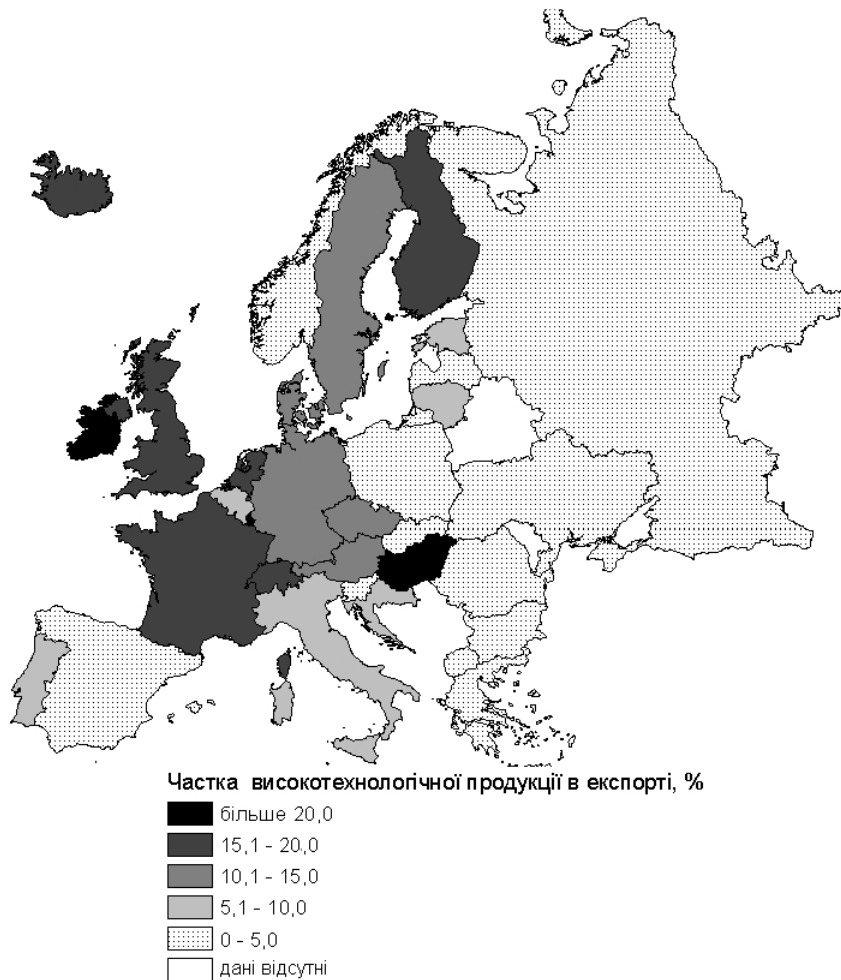 Частка високотехнологічної продукції в експорті, %
більше 20,0
15,1 - 20,0
10,1 - 15,0
5,1 - 10,0
0 - 5,0
дані відсутні